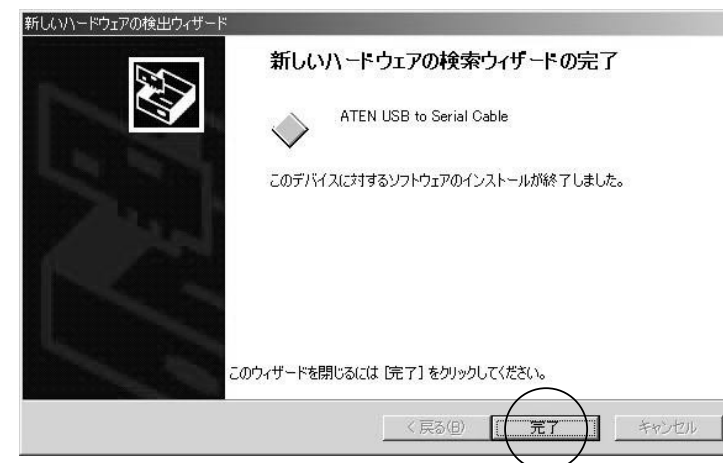 新しいハードウェアの検出ウィザード
新しいハードウェアの検索ウィザードの完了
ATEN USB to Serial Cable
このデバイスに対するソフトウェアのインストールが終了しました。
このウィザードを閉じるには [完了] をクリックしてください。
< 戻る(B) 完了 キャンセル